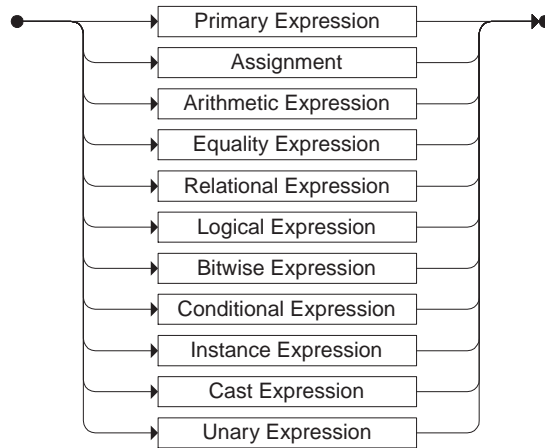 Primary Expression
Assignment
Arithmetic Expression
Equality Expression
Relational Expression
Logical Expression
Bitwise Expression
Conditional Expression
Instance Expression
Cast Expression
Unary Expression